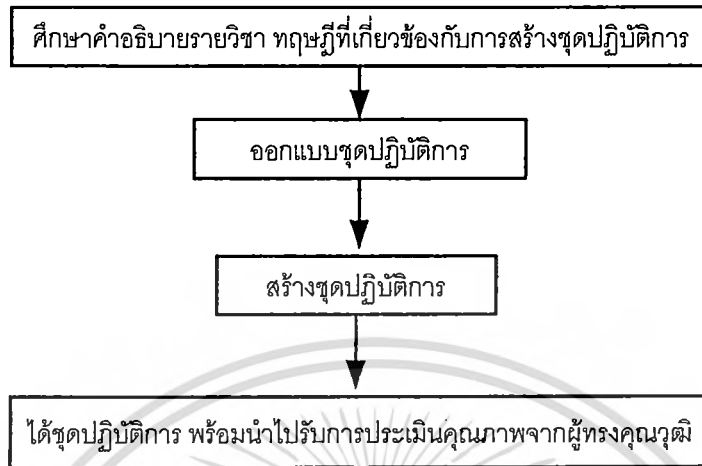 ศึกษาคำอธิบายรายวิชา ทฤษฎีที่เกี่ยวข้องกับการสร้างชุดปฏิบัติการ
ออกแบบชุดปฏิบัติการ
สร้างชุดปฏิบัติการ
ได้ชุดปฏิบัติการ พร้อมนำไปรับการประเมินคุณภาพจากผู้ทรงคุณวุฒิ